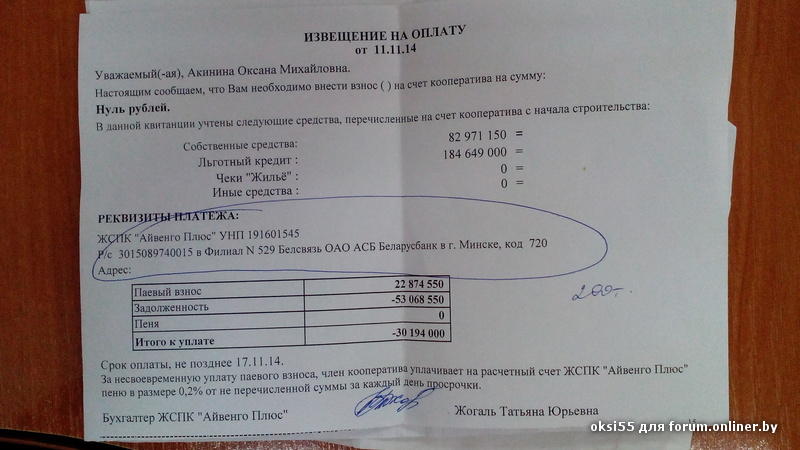 ИЗВЕЩЕНИЕ НА ОПЛАТУ
от 11.11.14
Уважаемый(-ая), Акинина Оксана Михайловна.
Настоящим сообщаем, что Вам необходимо внести взнос ( ) на счет кооператива на сумму:
Нуль рублей.
В данной квитанции учтены следующие средства, перечисленные на счет кооператива с начала строительства:
Собственные средства: 82 971 150 =
Льготный кредит : 184 649 000 =
Чеки "Жильё" : 0 =
Иные средства : 0 =
РЕКВИЗИТЫ ПЛАТЕЖА:
ЖСПК "Айвенго Плюс" УНП 191601545
Р/с 3015089740015 в Филиал N 529 Белсвязь ОАО АСБ Беларусбанк в г. Минске, код 720
Адрес:
Паевый взнос 22 874 550
Задолженность -53 068 550
Пеня 0
Итого к уплате -30 194 000
200-.
Срок оплаты, не позднее 17.11.14.
За несвоевременную уплату паевого взноса, член кооператива уплачивает на расчетный счет ЖСПК "Айвенго Плюс"
пеню в размере 0,2% от не перечисленной суммы за каждый день просрочки.
Бухгалтер ЖСПК "Айвенго Плюс" Жогаль Татьяна Юрьевна
oksi55 для forum.onliner.by